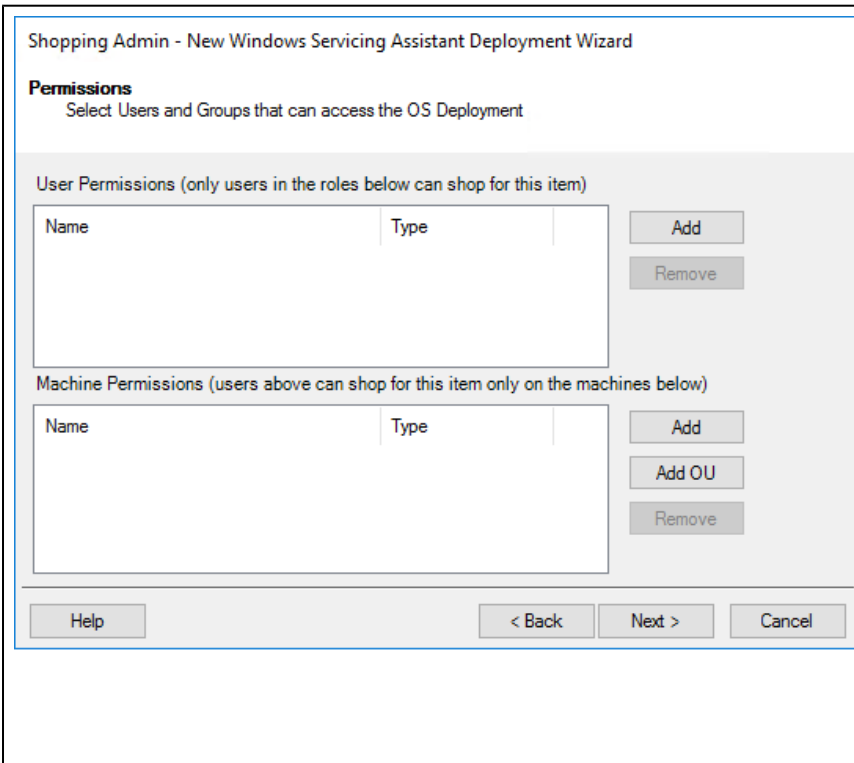 Shopping Admin - New Windows Servicing Assistant Deployment Wizard
Permissions
Select Users and Groups that can access the OS Deployment
User Permissions (only users in the roles below can shop for this item)
Name Type
Add
Remove
Machine Permissions (users above can shop for this item only on the machines below)
Name Type
Add
Add OU
Remove
Help < Back Next > Cancel